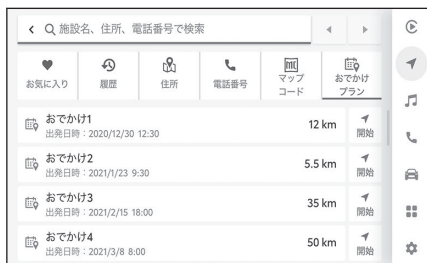 施設名、住所、電話番号で検索
お気に入り
履歴
住所
電話番号
マップ
コード
おでかけ
プラン
おでかけ1
出発日時：2020/12/30 12:30
12 km
開始
おでかけ2
出発日時：2021/1/23 9:30
5.5 km
開始
おでかけ3
出発日時：2021/2/15 18:00
35 km
開始
おでかけ4
出発日時：2021/3/8 8:00
50 km
開始